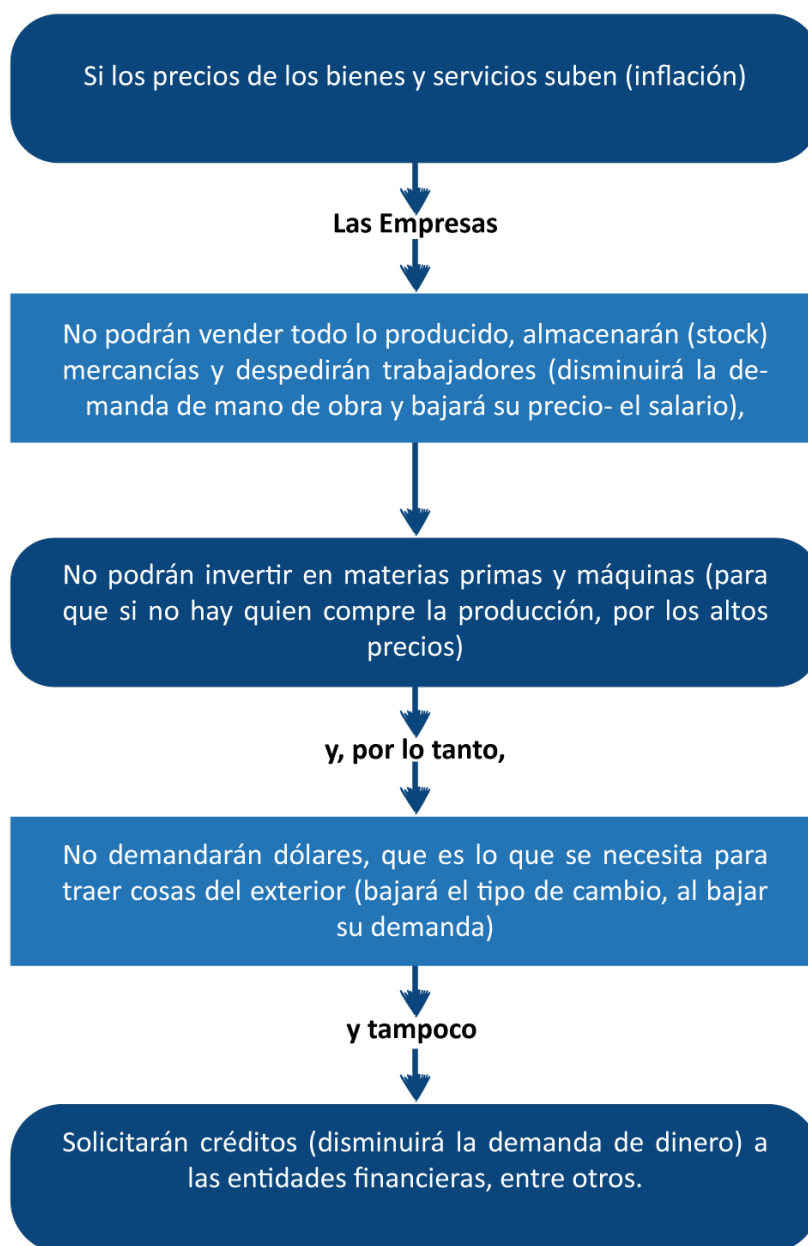 Si los precios de los bienes y servicios suben (inflación)
Las Empresas
No podrán vender todo lo producido, almacenarán (stock)
mercancías y despedirán trabajadores (disminuirá la de-
manda de mano de obra y bajará su precio- el salario),
No podrán invertir en materias primas y máquinas (para
que si no hay quien compre la producción, por los altos
precios)
y, por lo tanto,
No demandarán dólares, que es lo que se necesita para
traer cosas del exterior (bajará el tipo de cambio, al bajar
su demanda)
y tampoco
Solicitarán créditos (disminuirá la demanda de dinero) a
las entidades financieras, entre otros.